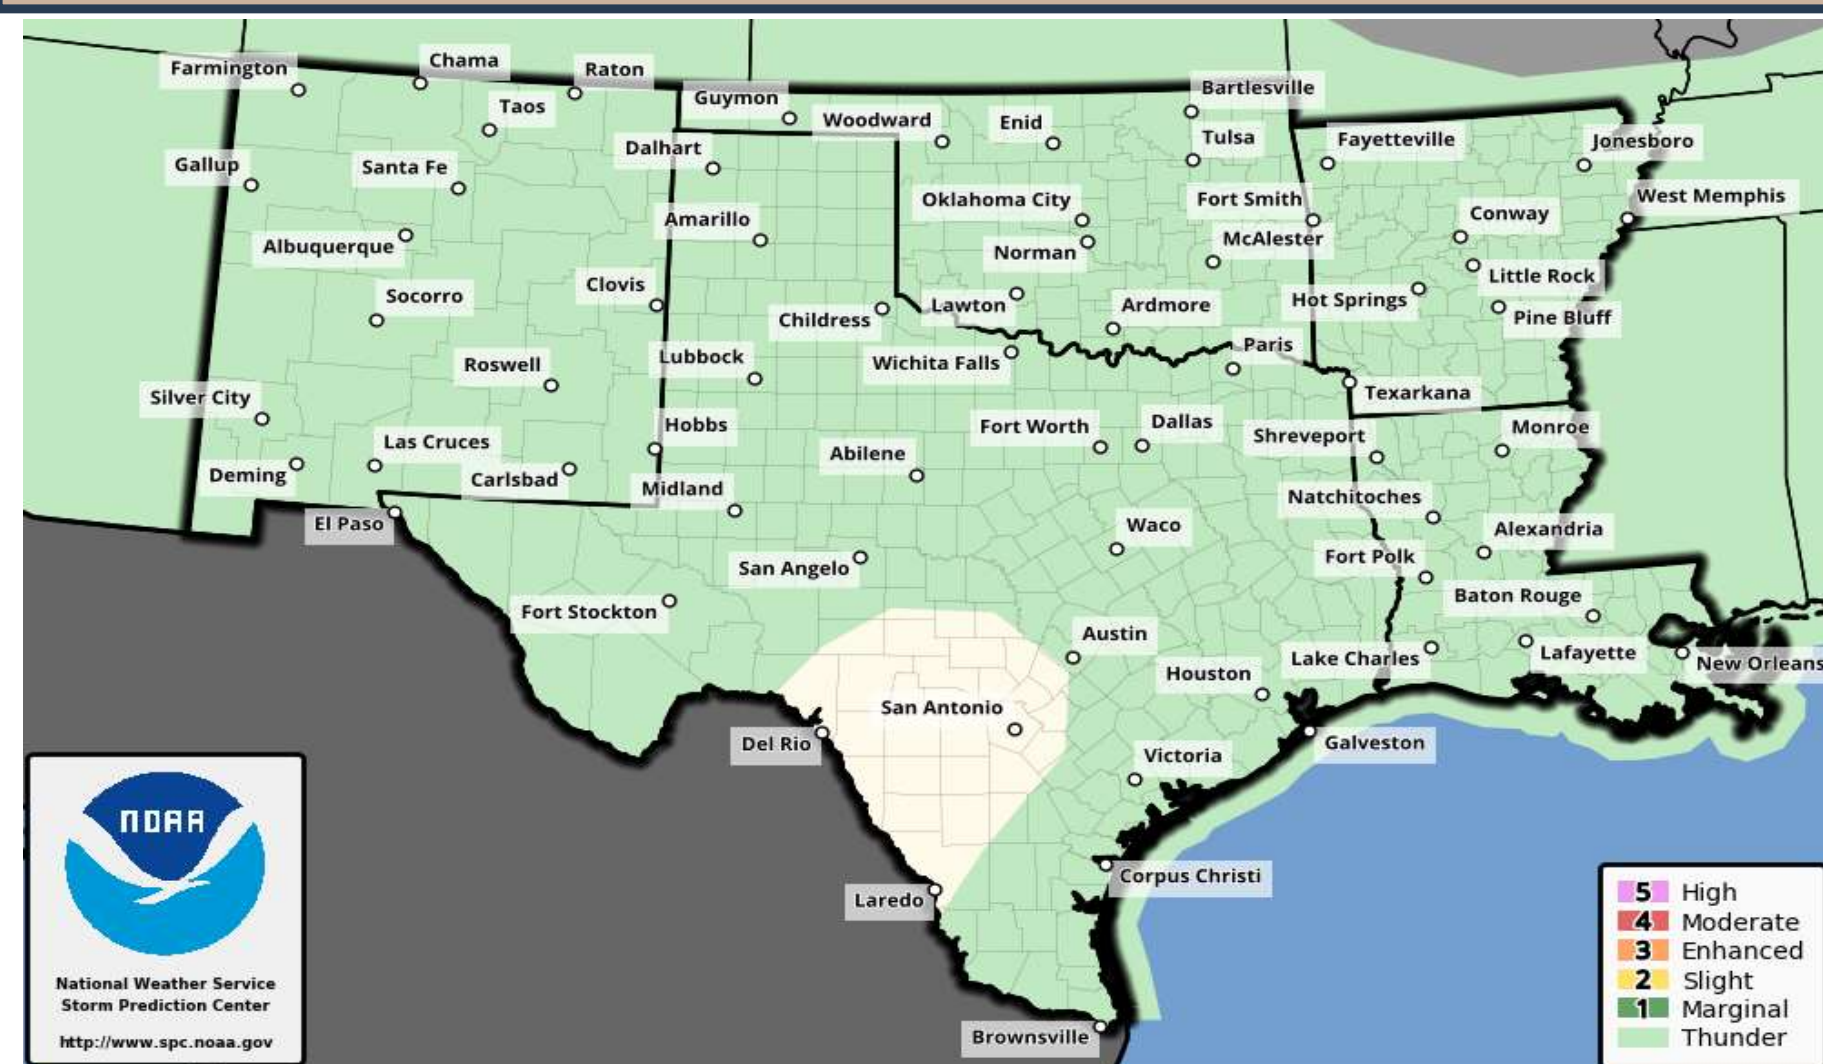 Farmington
Chama
Raton
Guymon
Bartlesville
Taos
Woodward
Enid
Tulsa
Fayetteville
Jonesboro
Gallup
Santa Fe
Dalhart
Oklahoma City
Fort Smith
Conway
West Memphis
Albuquerque
Amarillo
Norman
McAlester
Little Rock
Socorro
Clovis
Childress
Lawton
Ardmore
Hot Springs
Pine Bluff
Roswell
Lubbock
Wichita Falls
Paris
Silver City
Texarkana
Hobbs
Las Cruces
Fort Worth
Dallas
Shreveport
Monroe
Deming
Carlsbad
Midland
Abilene
Natchitoches
El Paso
Waco
Alexandria
San Angelo
Fort Polk
Fort Stockton
Baton Rouge
Austin
Lake Charles
Lafayette
New Orleans
Houston
San Antonio
Del Rio
Galveston
Victoria
Corpus Christi
Laredo
Brownsville
NOAA
National Weather Service
Storm Prediction Center
http://www.spc.noaa.gov
5 High
4 Moderate
3 Enhanced
2 Slight
1 Marginal
Thunder